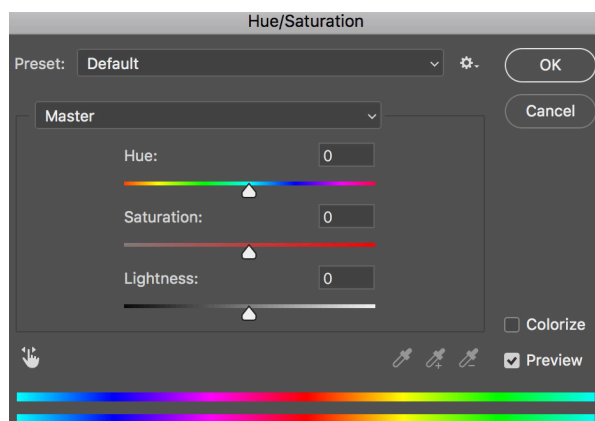 Hue/Saturation
Preset: Default
OK
Master
Cancel
Hue: 0
Saturation: 0
Lightness: 0
Colorize
Preview